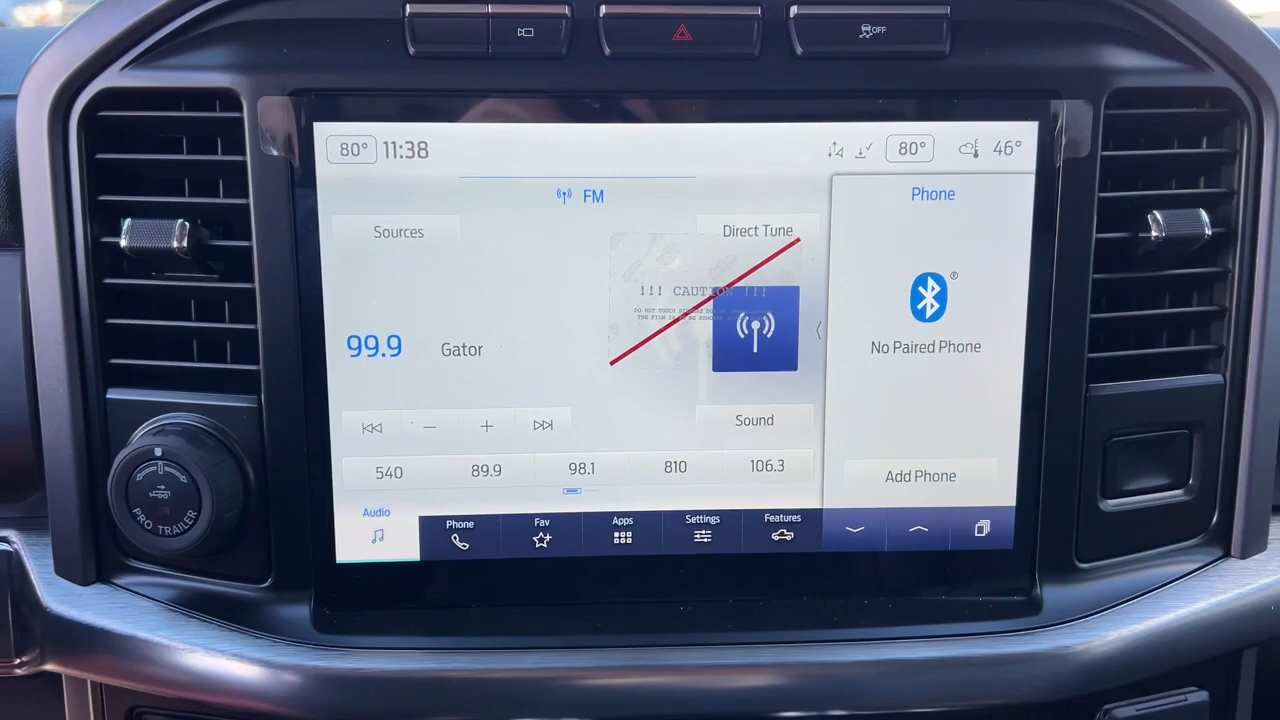 OFF
80° 11:38
80° 46°
FM
Phone
Sources
Direct Tune
!!! CAUTION !!!
99.9 Gator
®
No Paired Phone
Sound
540 89.9 98.1 810 106.3
Add Phone
Audio
Phone
Fav
Apps
Settings
Features
PRO TRAILER